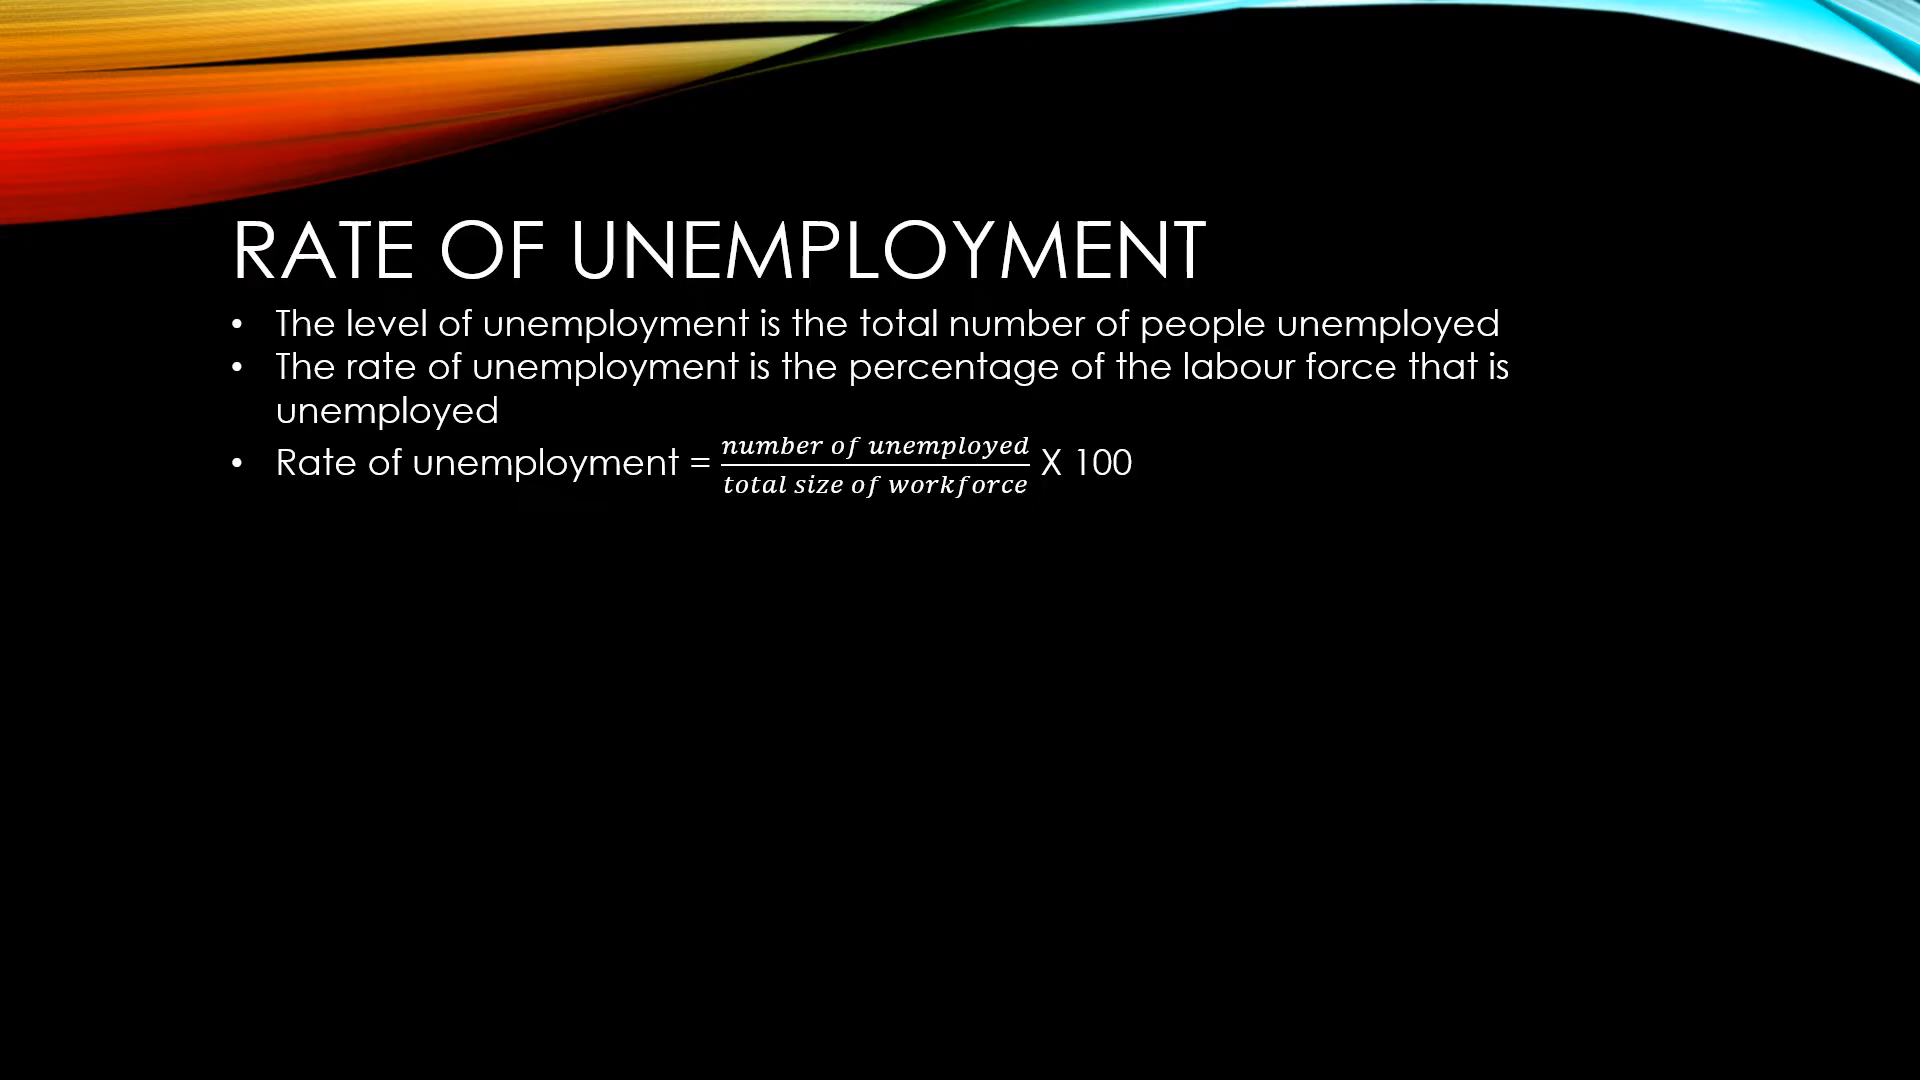 RATE OF UNEMPLOYMENT
• The level of unemployment is the total number of people unemployed
• The rate of unemployment is the percentage of the labour force that is
unemployed
• Rate of unemployment = number of unemployed / total size of workforce X 100